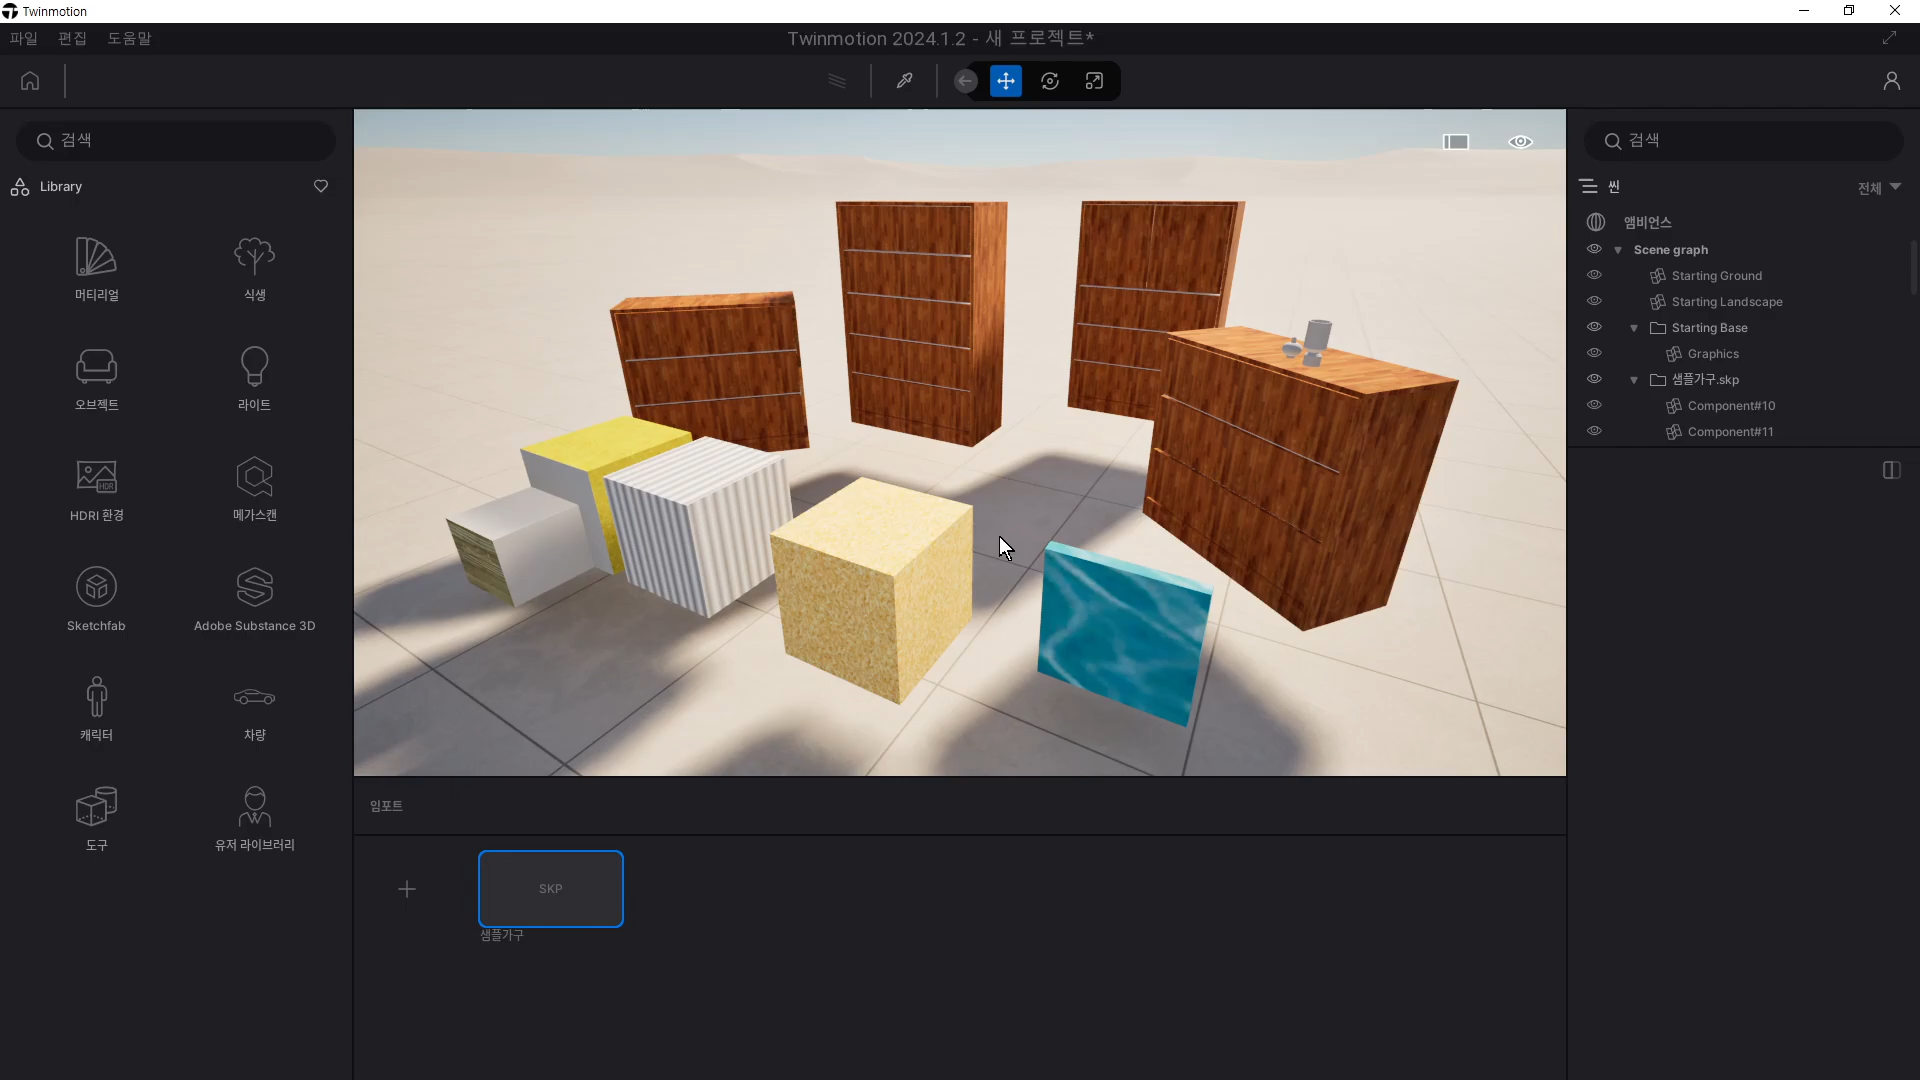 Twinmotion
파일 편집 도움말
Twinmotion 2024.1.2 - 새 프로젝트*
검색
Library
머티리얼
식생
오브젝트
라이트
HDR
HDRI 환경
메가스캔
Sketchfab
Adobe Substance 3D
캐릭터
차량
도구
유저 라이브러리
임포트
SKP
샘플가구
검색
씬
전체
앰비언스
Scene graph
Starting Ground
Starting Landscape
Starting Base
Graphics
샘플가구.skp
Component#10
Component#11